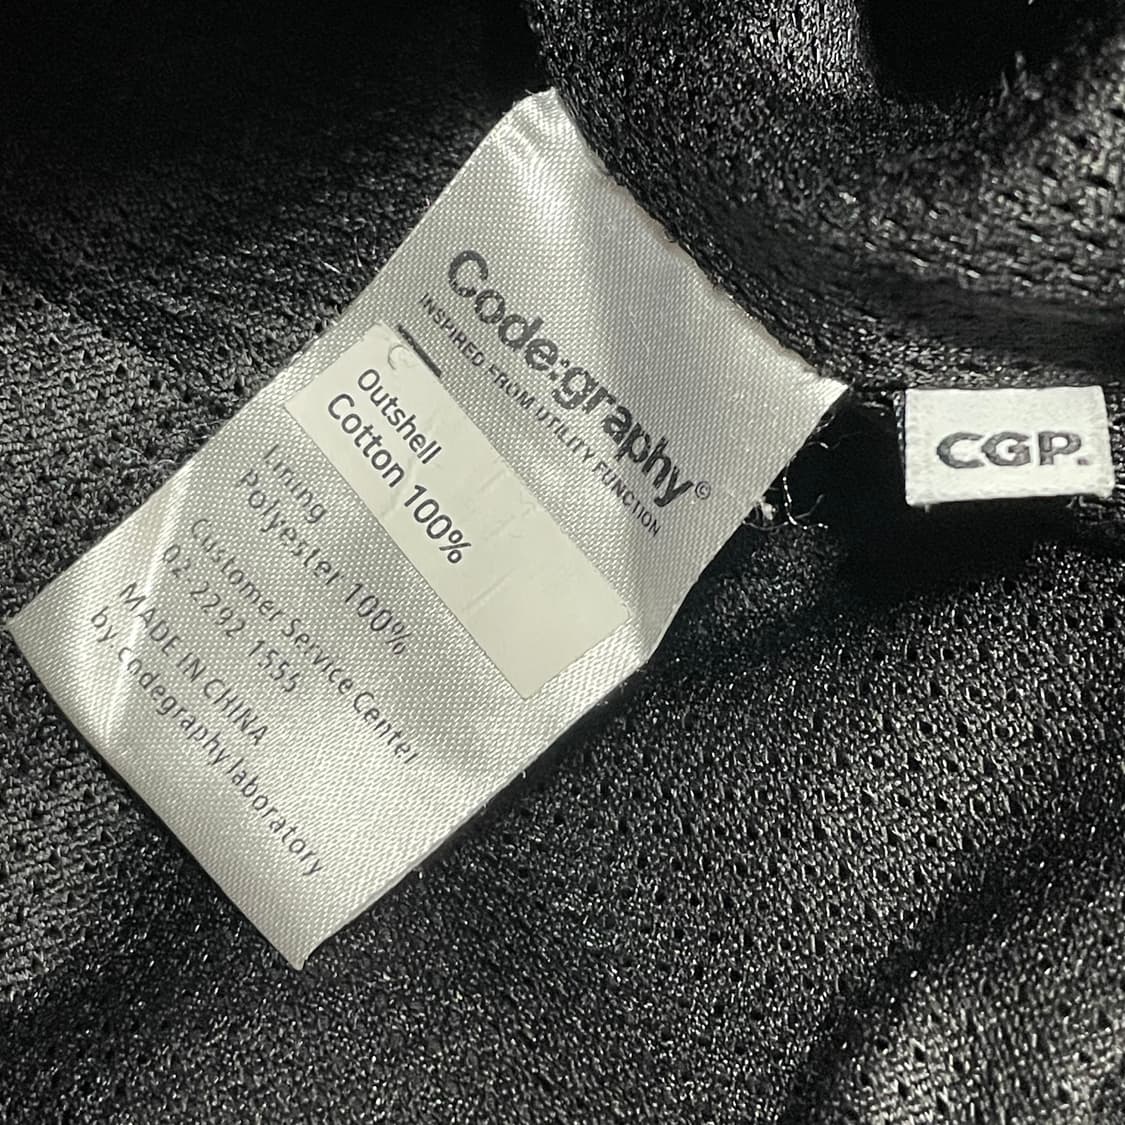 Code:graphy©
INSPIRED FROM UTILITY FUNCTION
Outshell
Cotton 100%
Lining
Polyester 100%
Customer Service Center
02 2292 1555
MADE IN CHINA
by. codegraphy laboratory
CGP.